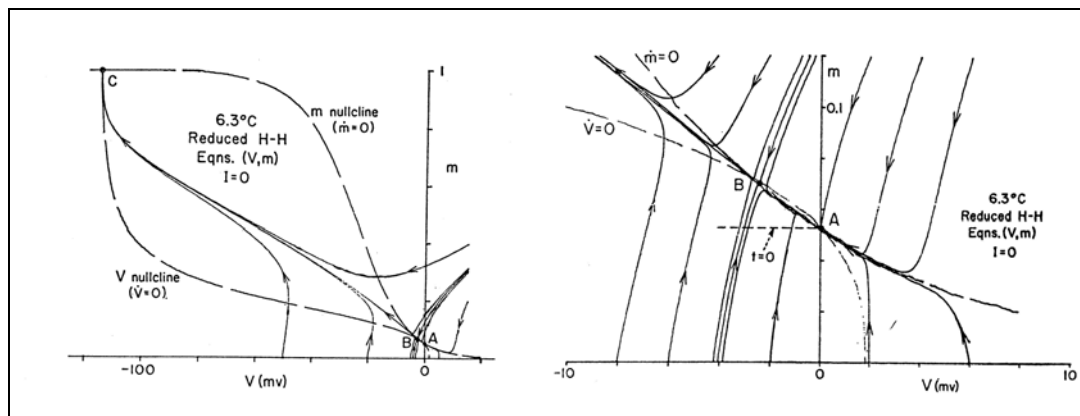 C
1
m nullcline
(ṁ=0)
6.3°C
Reduced H-H
Eqns. (V,m)
I=0
m
V nullcline
(V̇=0)
B
A
-100
0
V (mv)
ṁ=0
m
0.1
V̇=0
B
A
6.3°C
Reduced H-H
Eqns.(V,m)
I=0
t=0
-10
0
10
V(mv)